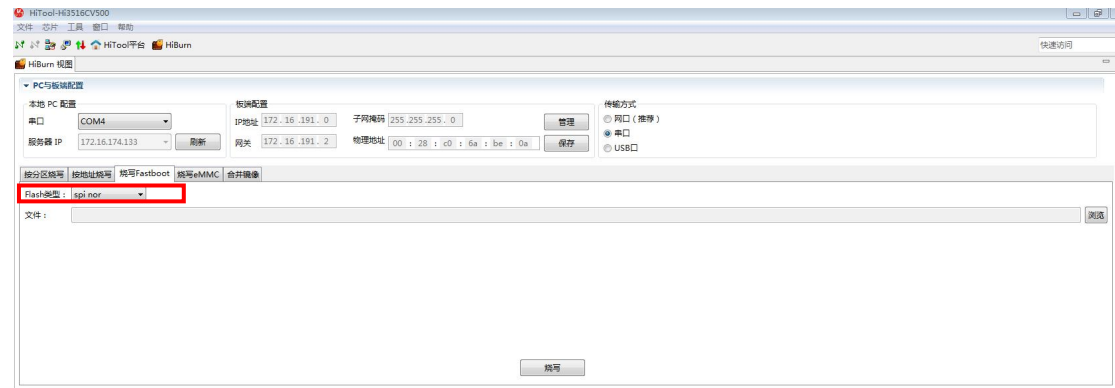 HiTool-Hi3516CV500
文件 芯片 工具 窗口 帮助
HiTool平台 HiBurn
快速访问
HiBurn 视图
PC与板端配置
本地 PC 配置 板端配置 传输方式
串口 COM4 IP地址 172 . 16 .191 . 0 子网掩码 255 .255 .255 . 0 管理 网口 ( 推荐 )
串口
服务器 IP 172.16.174.133 刷新 网关 172 . 16 .191 . 2 物理地址 00 : 28 : c0 : 6a : be : 0a 保存
USB口
按分区烧写 按地址烧写 烧写Fastboot 烧写eMMC 合并镜像
Flash类型： spi nor
文件： 浏览
烧写